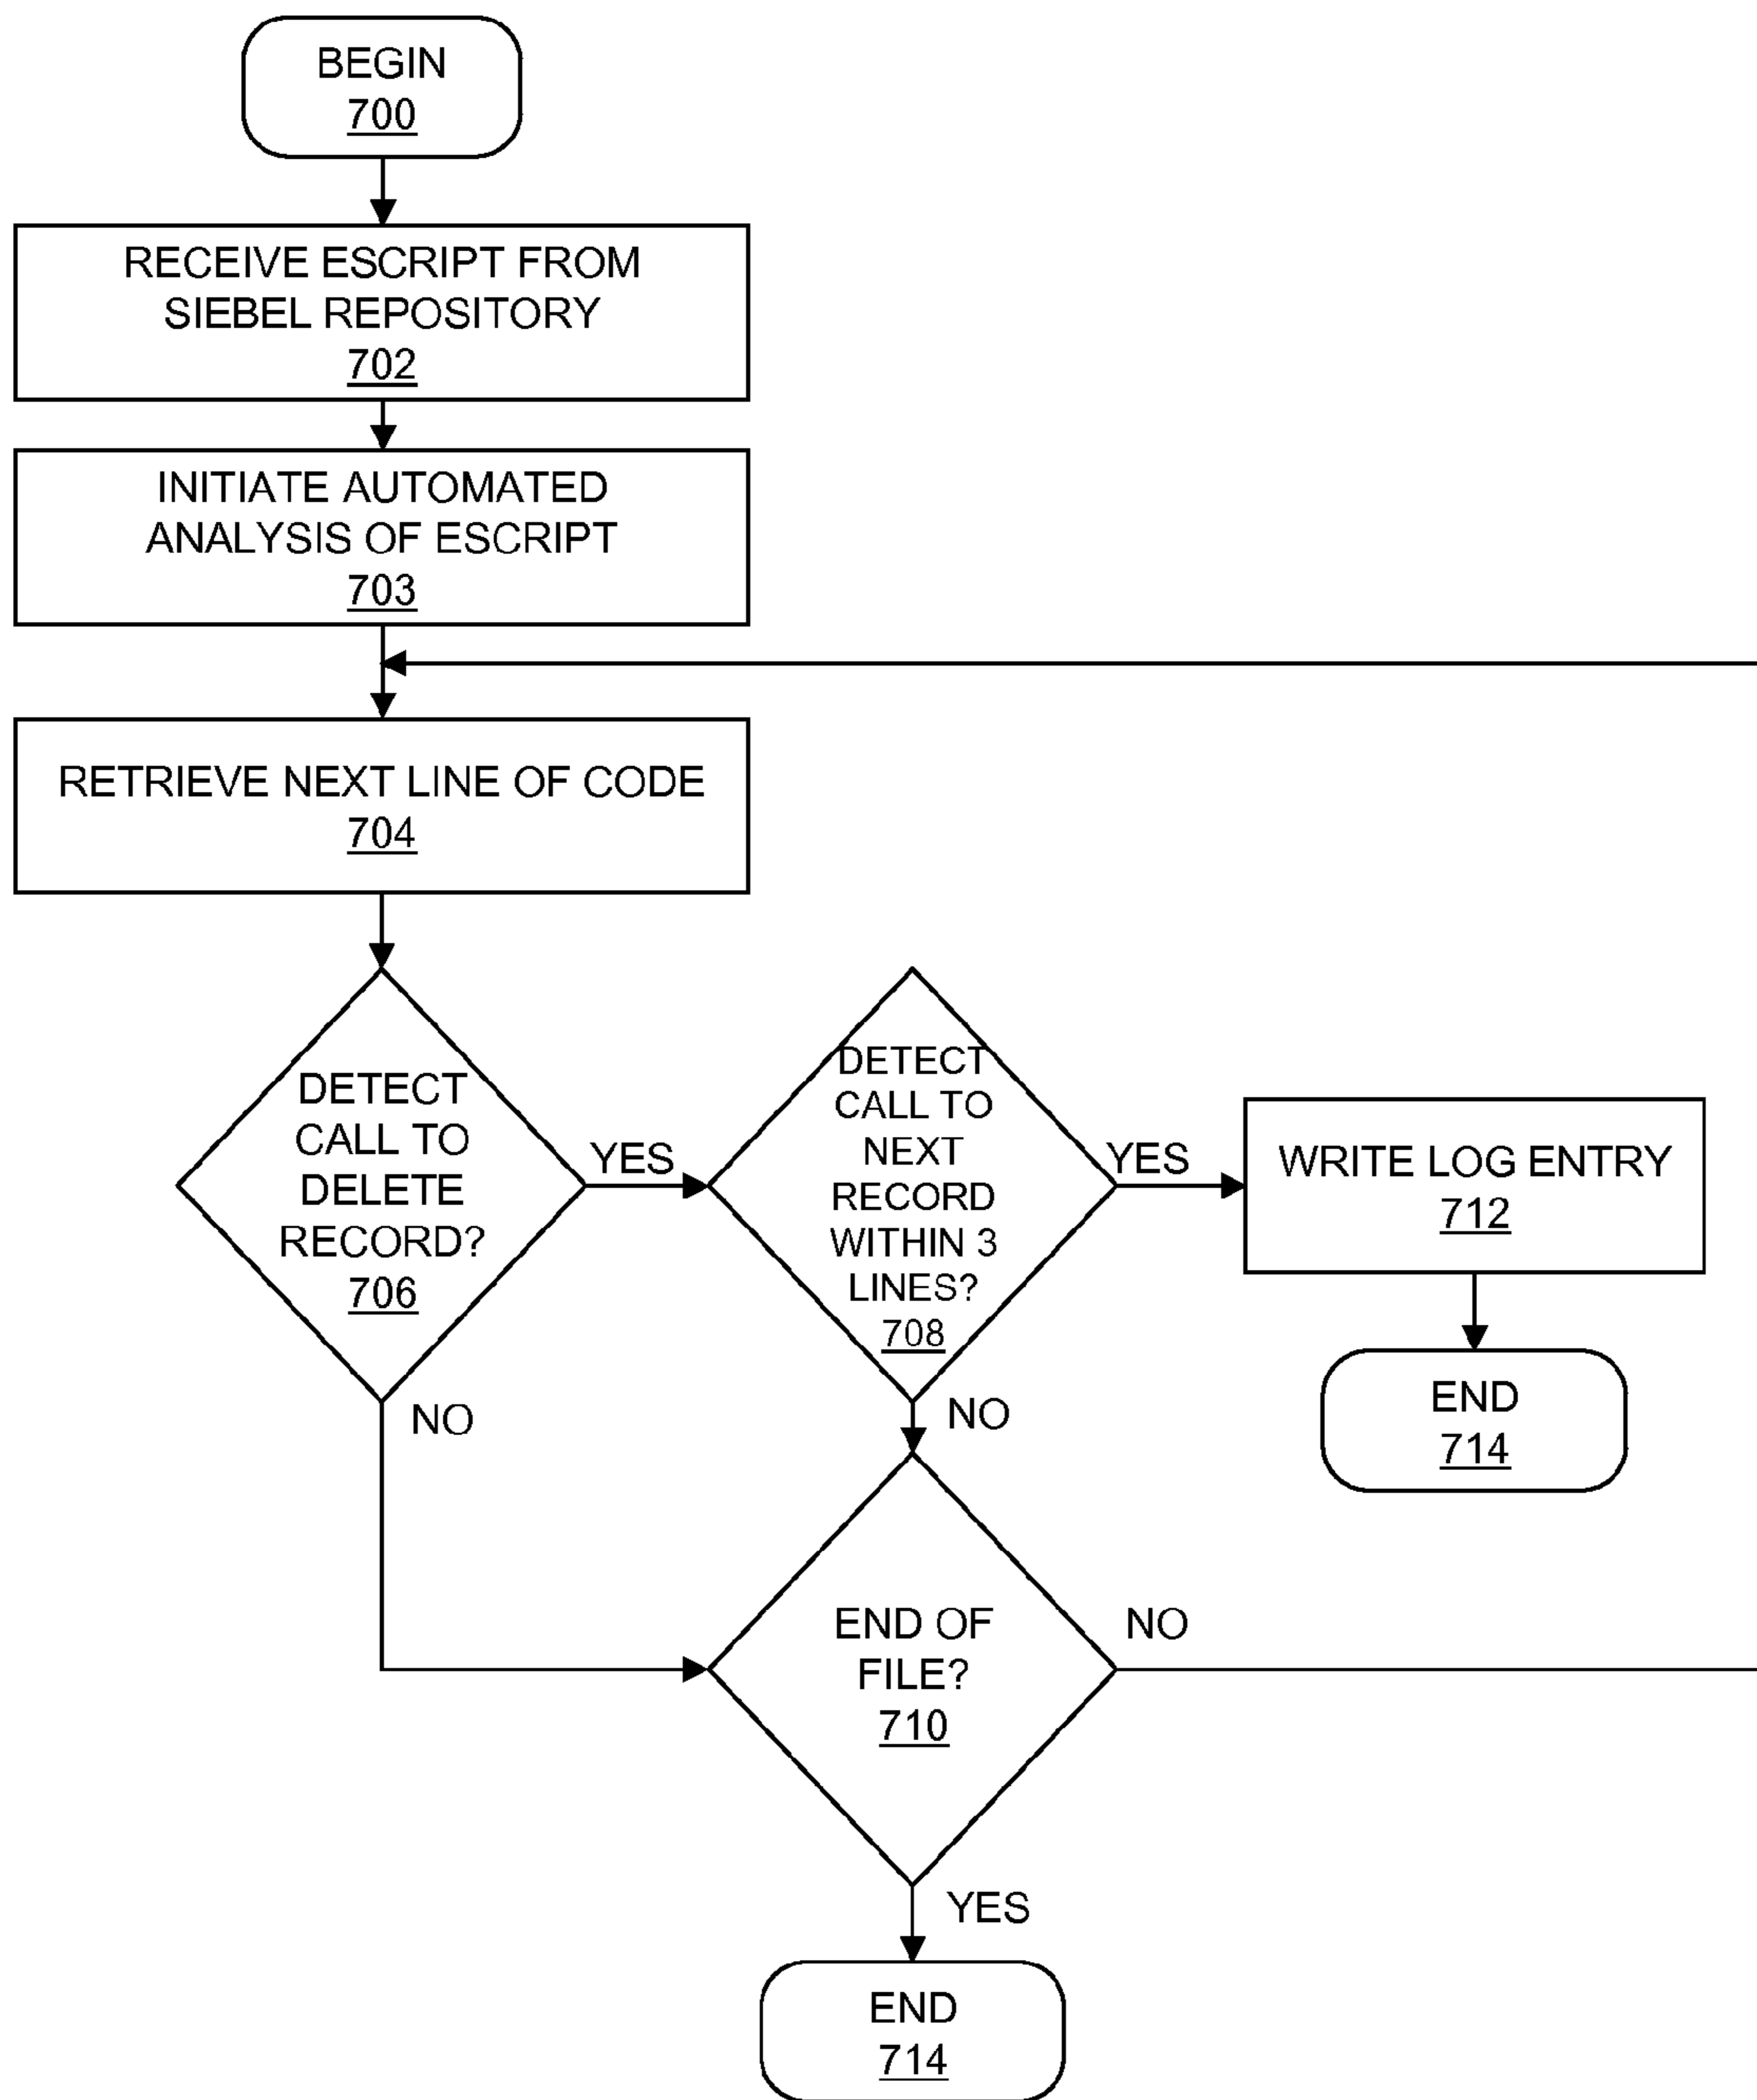 BEGIN
700
RECEIVE ESCRIPT FROM
SIEBEL REPOSITORY
702
INITIATE AUTOMATED
ANALYSIS OF ESCRIPT
703
RETRIEVE NEXT LINE OF CODE
704
DETECT
CALL TO
DELETE
RECORD?
706
YES
NO
DETECT
CALL TO
NEXT
RECORD
WITHIN 3
LINES?
708
YES
NO
WRITE LOG ENTRY
712
END
714
END OF
FILE?
710
NO
YES
END
714